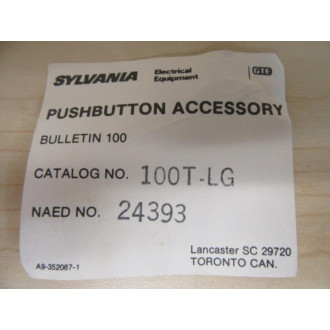 SYLVANIA Electrical Equipment GTE
PUSHBUTTON ACCESSORY
BULLETIN 100
CATALOG NO. 100T-LG
NAED NO. 24393
Lancaster SC 29720
A9-352087-1 TORONTO CAN.